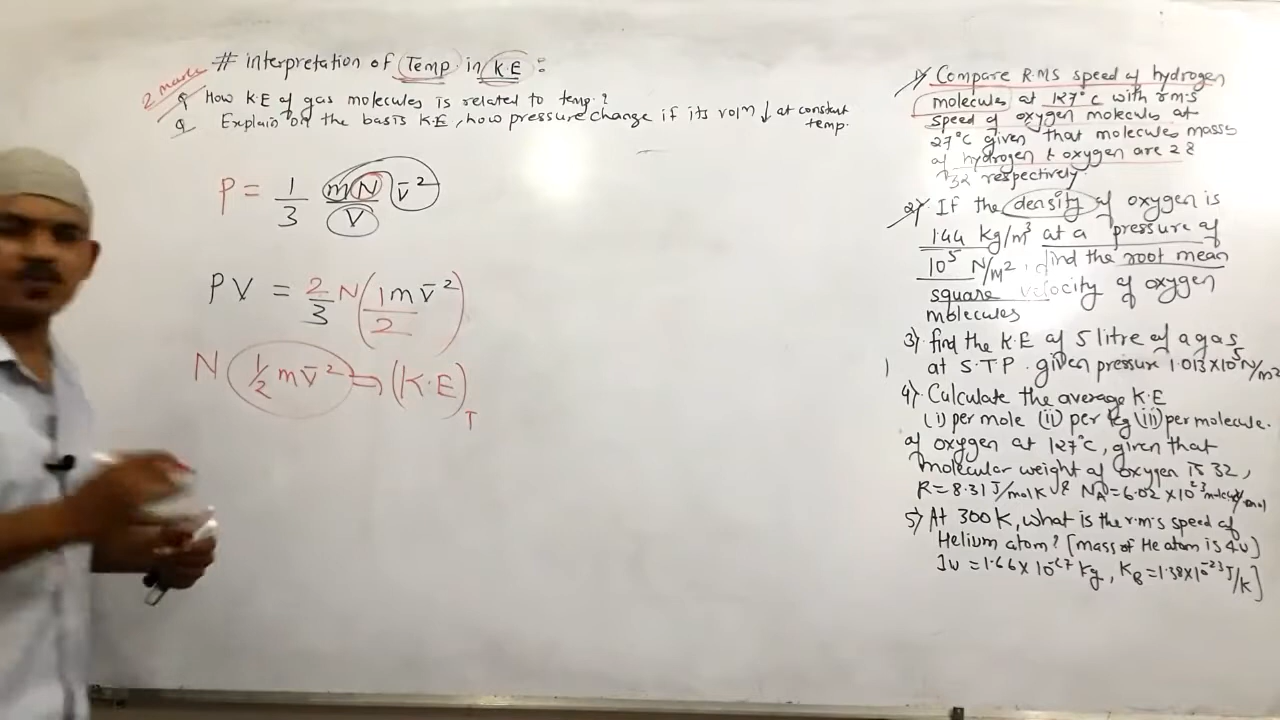 # interpretation of Temp in K.E :
2 marks
Q How K.E of gas molecules is related to temp?
Q Explain on the basis K.E, how pressure change if its volm ↓ at constant temp.
P = 1/3 mN/V v̄²
PV = 2/3 N(1/2 mv̄²)
N 1/2 mv̄² ⇒ (K.E)T
1) Compare R.M.S speed of hydrogen
molecules at 127°C with r.m.s
speed of oxygen molecules at
27°C given that molecules masses
of hydrogen & oxygen are 2 &
32 respectively.
2) If the density of oxygen is
1.44 kg/m³ at a pressure of
10⁵ N/m², find the root mean
square velocity of oxygen
molecules
3) find the K.E of 5 litre of a gas
at S.T.P. given pressure 1.013×10⁵N/m²
4) Calculate the average K.E
(i) per mole (ii) per kg (iii) per molecule.
of oxygen at 127°C, given that
molecular weight of oxygen is 32,
R=8.31 J/mol K & NA=6.02×10²³
5) At 300K, what is the r.m.s speed of
Helium atom? [mass of He atom is 4u]
1u = 1.66×10⁻²⁷ kg, KB=1.38×10⁻²³J/K]